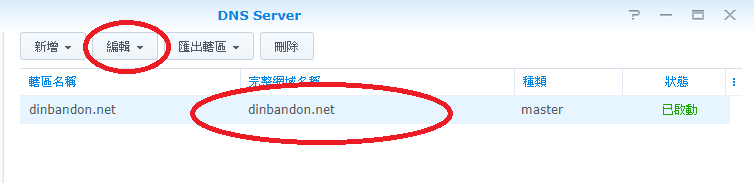 DNS Server
新增 編輯 匯出轄區 刪除
轄區名稱 完整網域名稱 種類 狀態
dinbandon.net dinbandon.net master 已啟動